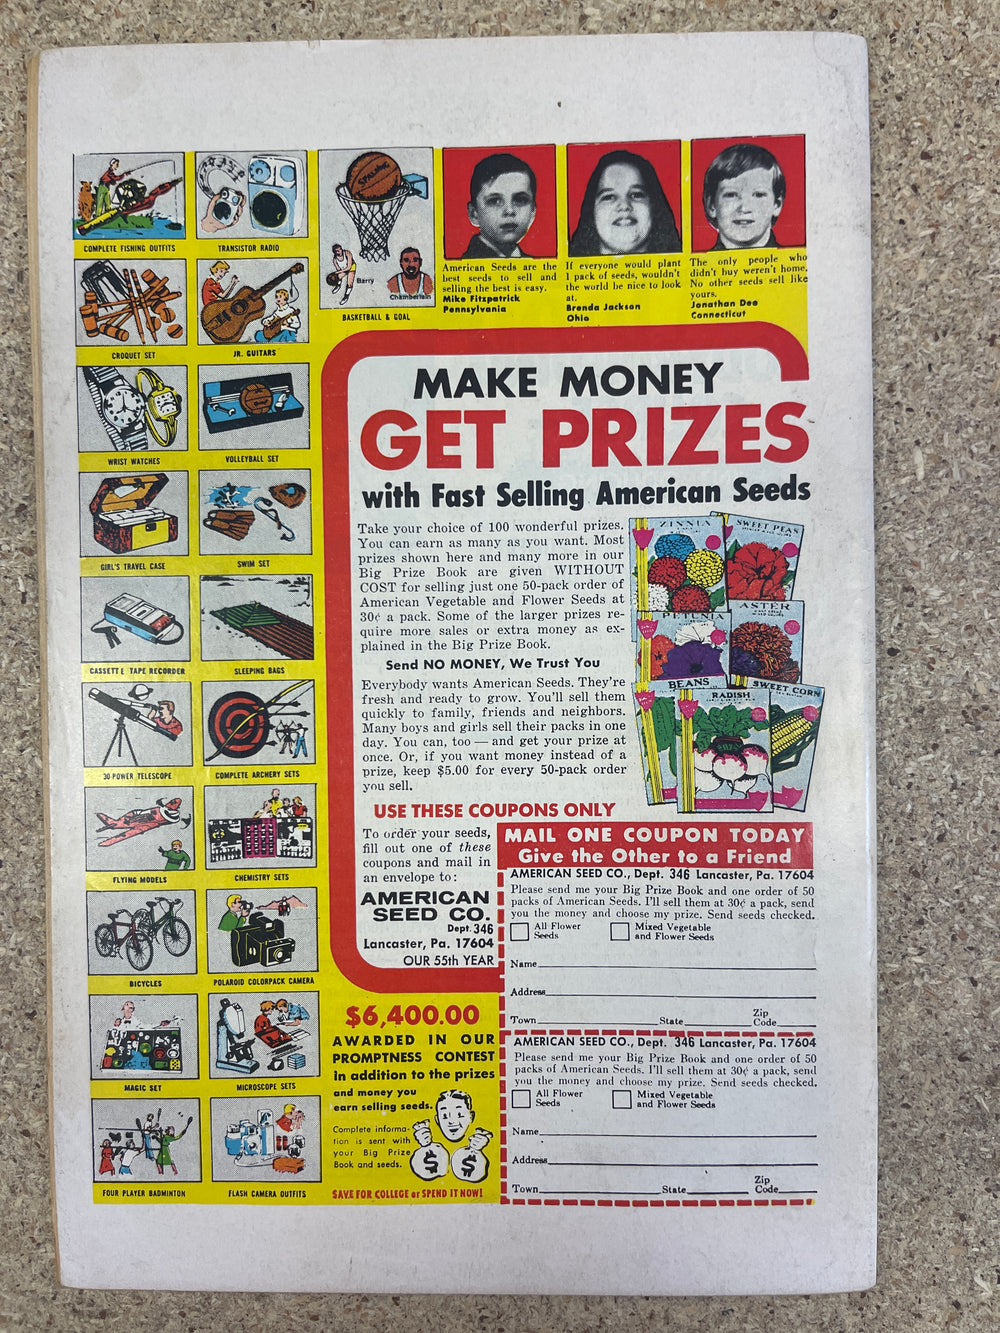 COMPLETE FISHING OUTFITS
TRANSISTOR RADIO
SPALDING
Barry
Chamberlain
BASKETBALL & GOAL
CROQUET SET
JR. GUITARS
WRIST WATCHES
VOLLEYBALL SET
GIRL'S TRAVEL CASE
SWIM SET
CASSETTE TAPE RECORDER
SLEEPING BAGS
30 POWER TELESCOPE
COMPLETE ARCHERY SETS
FLYING MODELS
CHEMISTRY SETS
BICYCLES
POLAROID COLORPACK CAMERA
MAGIC SET
MICROSCOPE SETS
FOUR PLAYER BADMINTON
FLASH CAMERA OUTFITS
American Seeds are the
best seeds to sell and
selling the best is easy.
Mike Fitzpatrick
Pennsylvania
If everyone would plant
1 pack of seeds, wouldn't
the world be nice to look
at.
Brenda Jackson
Ohio
The only people who
didn't buy weren't home.
No other seeds sell like
yours.
Jonathan Dee
Connecticut
MAKE MONEY
GET PRIZES
with Fast Selling American Seeds
Take your choice of 100 wonderful prizes.
You can earn as many as you want. Most
prizes shown here and many more in our
Big Prize Book are given WITHOUT
COST for selling just one 50-pack order of
American Vegetable and Flower Seeds at
30¢ a pack. Some of the larger prizes re-
quire more sales or extra money as ex-
plained in the Big Prize Book.
Send NO MONEY, We Trust You
Everybody wants American Seeds. They're
fresh and ready to grow. You'll sell them
quickly to family, friends and neighbors.
Many boys and girls sell their packs in one
day. You can, too — and get your prize at
once. Or, if you want money instead of a
prize, keep $5.00 for every 50-pack order
you sell.
ZINNIA
SWEET PEAS
PETUNIA
ASTER
BEANS
RADISH
SWEET CORN
USE THESE COUPONS ONLY
To order your seeds,
fill out one of these
coupons and mail in
an envelope to:
AMERICAN
SEED CO.
Dept. 346
Lancaster, Pa. 17604
OUR 55th YEAR
MAIL ONE COUPON TODAY
Give the Other to a Friend
AMERICAN SEED CO., Dept. 346 Lancaster, Pa. 17604
Please send me your Big Prize Book and one order of 50
packs of American Seeds. I'll sell them at 30¢ a pack, send
you the money and choose my prize. Send seeds checked.
All Flower Seeds
Mixed Vegetable and Flower Seeds
Name
Address
Town State Zip Code
AMERICAN SEED CO., Dept. 346 Lancaster, Pa. 17604
Please send me your Big Prize Book and one order of 50
packs of American Seeds. I'll sell them at 30¢ a pack, send
you the money and choose my prize. Send seeds checked.
All Flower Seeds
Mixed Vegetable and Flower Seeds
Name
Address
Town State Zip Code
$6,400.00
AWARDED IN OUR
PROMPTNESS CONTEST
in addition to the prizes
and money you
earn selling seeds.
Complete informa-
tion is sent with
your Big Prize
Book and seeds.
$ $
SAVE FOR COLLEGE or SPEND IT NOW!